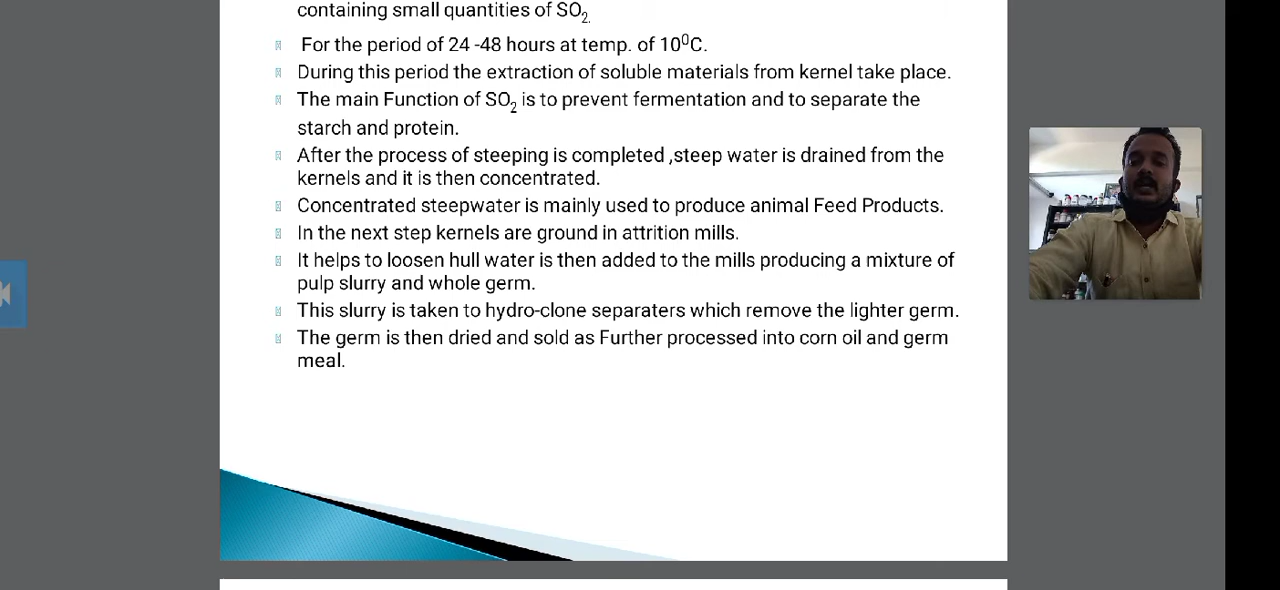 containing small quantities of SO₂.
For the period of 24 -48 hours at temp. of 10⁰C.
During this period the extraction of soluble materials from kernel take place.
The main Function of SO₂ is to prevent fermentation and to separate the
starch and protein.
After the process of steeping is completed ,steep water is drained from the
kernels and it is then concentrated.
Concentrated steepwater is mainly used to produce animal Feed Products.
In the next step kernels are ground in attrition mills.
It helps to loosen hull water is then added to the mills producing a mixture of
pulp slurry and whole germ.
This slurry is taken to hydro-clone separaters which remove the lighter germ.
The germ is then dried and sold as Further processed into corn oil and germ
meal.